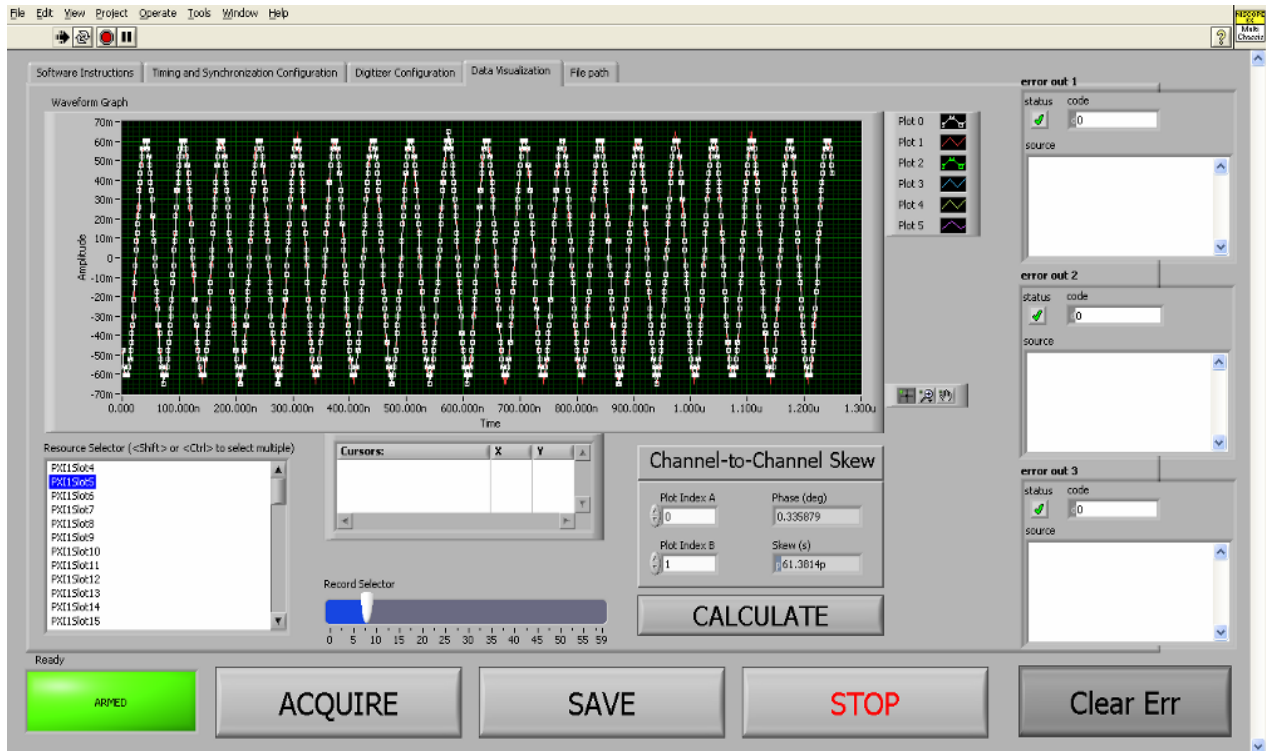 File Edit View Project Operate Tools Window Help
NISCOPE
EX
Multi
Chassis
?
Software Instructions Timing and Synchronization Configuration Digitizer Configuration Data Visualization File path
Waveform Graph
70m
60m
50m
40m
30m
20m
10m
0
-10m
-20m
-30m
-40m
-50m
-60m
-70m
Amplitude
0.000 100.000n 200.000n 300.000n 400.000n 500.000n 600.000n 700.000n 800.000n 900.000n 1.000u 1.100u 1.200u 1.300u
Time
Plot 0
Plot 1
Plot 2
Plot 3
Plot 4
Plot 5
Resource Selector (<Shift> or <Ctrl> to select multiple)
PXI1Slot4
PXI1Slot5
PXI1Slot6
PXI1Slot7
PXI1Slot8
PXI1Slot9
PXI1Slot10
PXI1Slot11
PXI1Slot12
PXI1Slot13
PXI1Slot14
PXI1Slot15
Cursors: X Y
Record Selector
0 5 10 15 20 25 30 35 40 45 50 55 59
Channel-to-Channel Skew
Plot Index A Phase (deg)
0 0.335879
Plot Index B Skew (s)
1 61.3814p
CALCULATE
error out 1
status code
0
source
error out 2
status code
0
source
error out 3
status code
0
source
Ready
ARMED
ACQUIRE
SAVE
STOP
Clear Err